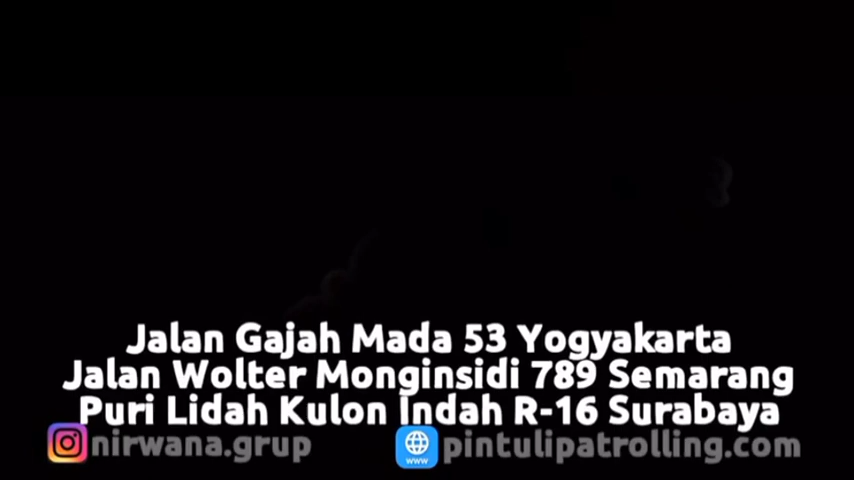 Jalan Gajah Mada 53 Yogyakarta
Jalan Wolter Monginsidi 789 Semarang
Puri Lidah Kulon Indah R-16 Surabaya
nirwana.grup www pintulipatrolling.com